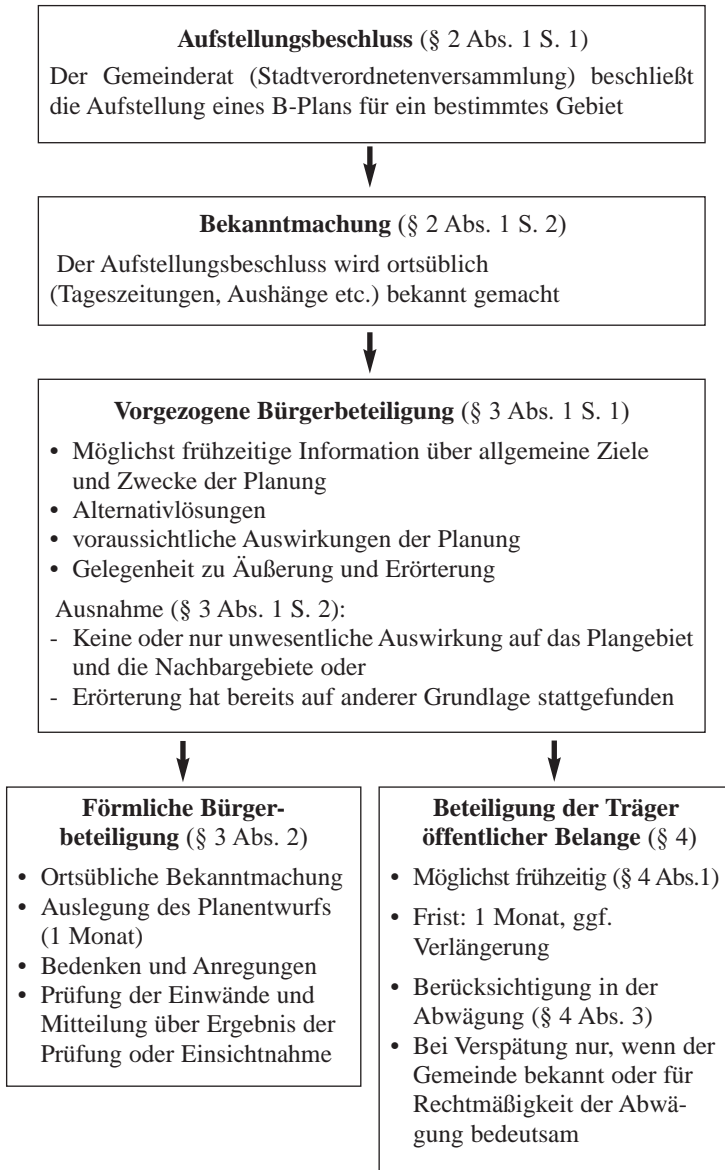 Aufstellungsbeschluss (§ 2 Abs. 1 S. 1)
Der Gemeinderat (Stadtverordnetenversammlung) beschließt
die Aufstellung eines B-Plans für ein bestimmtes Gebiet
Bekanntmachung (§ 2 Abs. 1 S. 2)
Der Aufstellungsbeschluss wird ortsüblich
(Tageszeitungen, Aushänge etc.) bekannt gemacht
Vorgezogene Bürgerbeteiligung (§ 3 Abs. 1 S. 1)
• Möglichst frühzeitige Information über allgemeine Ziele
und Zwecke der Planung
• Alternativlösungen
• voraussichtliche Auswirkungen der Planung
• Gelegenheit zu Äußerung und Erörterung
Ausnahme (§ 3 Abs. 1 S. 2):
- Keine oder nur unwesentliche Auswirkung auf das Plangebiet
und die Nachbargebiete oder
- Erörterung hat bereits auf anderer Grundlage stattgefunden
Förmliche Bürger-
beteiligung (§ 3 Abs. 2)
• Ortsübliche Bekanntmachung
• Auslegung des Planentwurfs
(1 Monat)
• Bedenken und Anregungen
• Prüfung der Einwände und
Mitteilung über Ergebnis der
Prüfung oder Einsichtnahme
Beteiligung der Träger
öffentlicher Belange (§ 4)
• Möglichst frühzeitig (§ 4 Abs.1)
• Frist: 1 Monat, ggf.
Verlängerung
• Berücksichtigung in der
Abwägung (§ 4 Abs. 3)
• Bei Verspätung nur, wenn der
Gemeinde bekannt oder für
Rechtmäßigkeit der Abwä-
gung bedeutsam